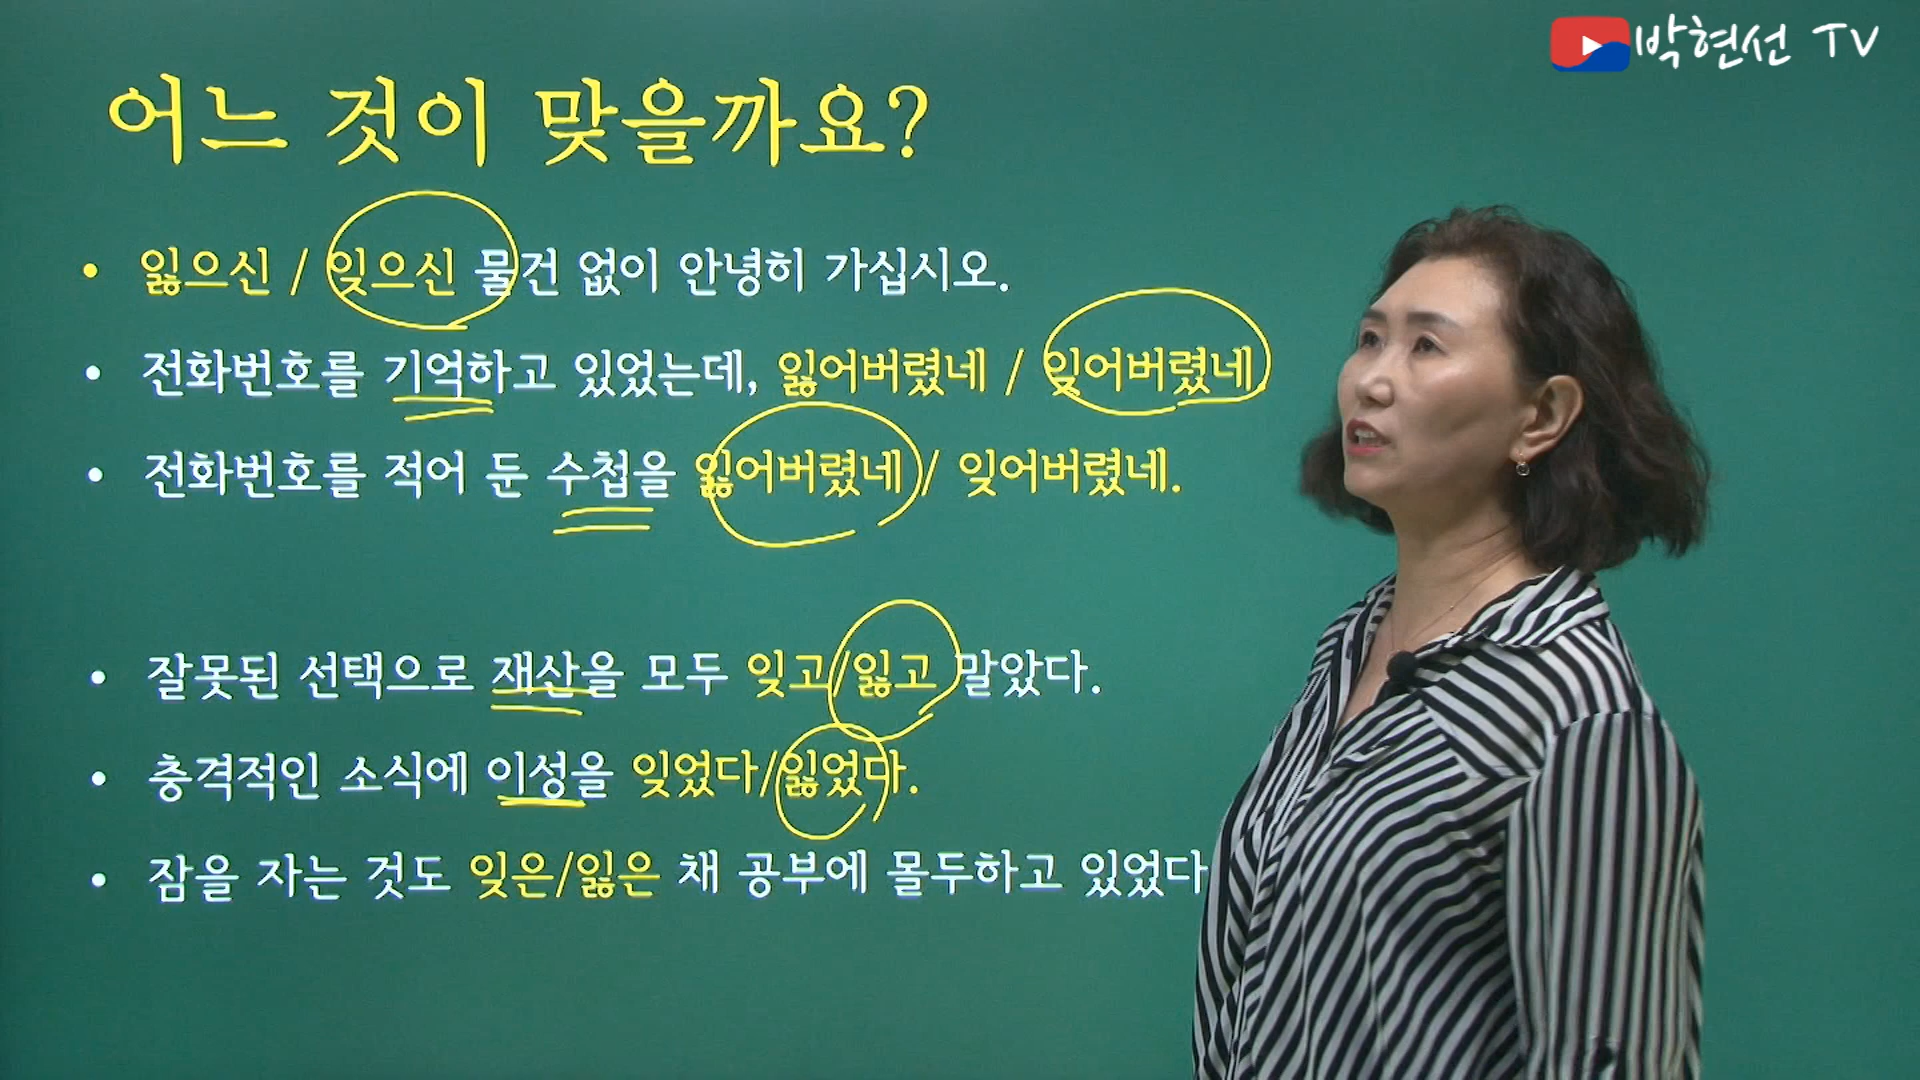 박현선 TV
어느 것이 맞을까요?
• 잃으신 / 잊으신 물건 없이 안녕히 가십시오.
• 전화번호를 기억하고 있었는데, 잃어버렸네 / 잊어버렸네.
• 전화번호를 적어 둔 수첩을 잃어버렸네 / 잊어버렸네.
• 잘못된 선택으로 재산을 모두 잊고/잃고 말았다.
• 충격적인 소식에 이성을 잊었다/잃었다.
• 잠을 자는 것도 잊은/잃은 채 공부에 몰두하고 있었다